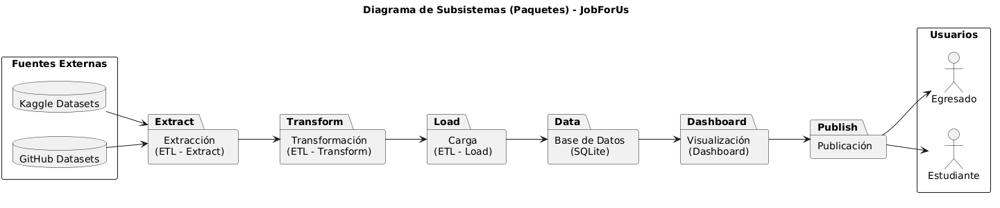 Diagrama de Subsistemas (Paquetes) - JobForUs
Fuentes Externas
Kaggle Datasets
GitHub Datasets
Extract
Extracción
(ETL - Extract)
Transform
Transformación
(ETL - Transform)
Load
Carga
(ETL - Load)
Data
Base de Datos
(SQLite)
Dashboard
Visualización
(Dashboard)
Publish
Publicación
Usuarios
Egresado
Estudiante